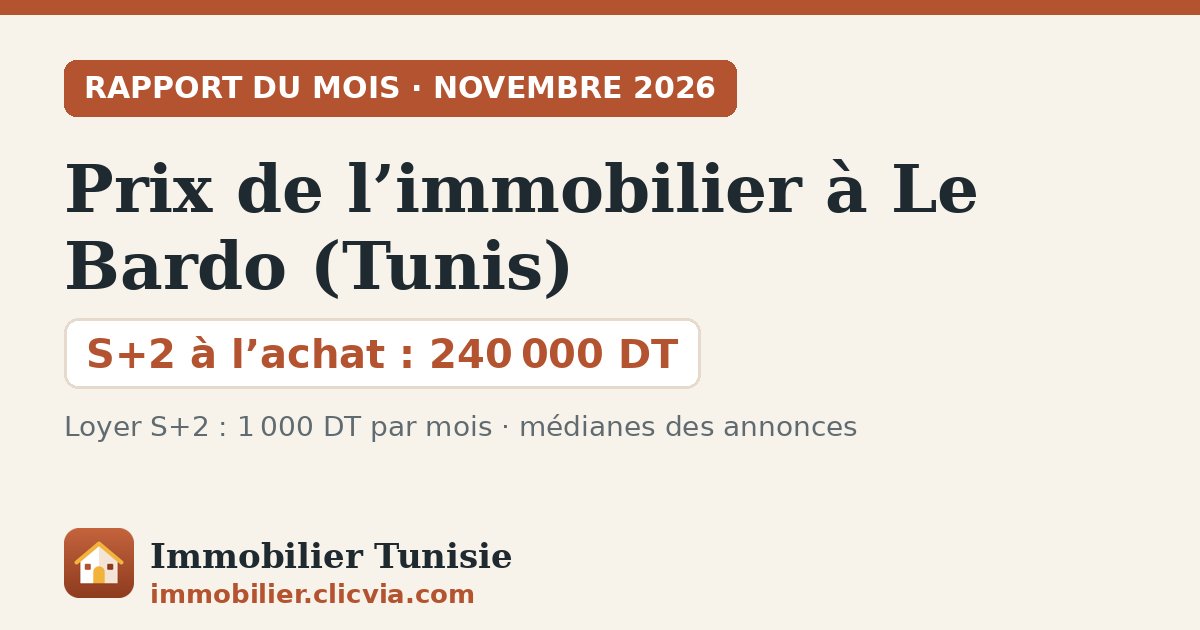 RAPPORT DU MOIS · NOVEMBRE 2026
Prix de l’immobilier à Le
Bardo (Tunis)
S+2 à l’achat : 240 000 DT
Loyer S+2 : 1 000 DT par mois · médianes des annonces
Immobilier Tunisie
immobilier.clicvia.com